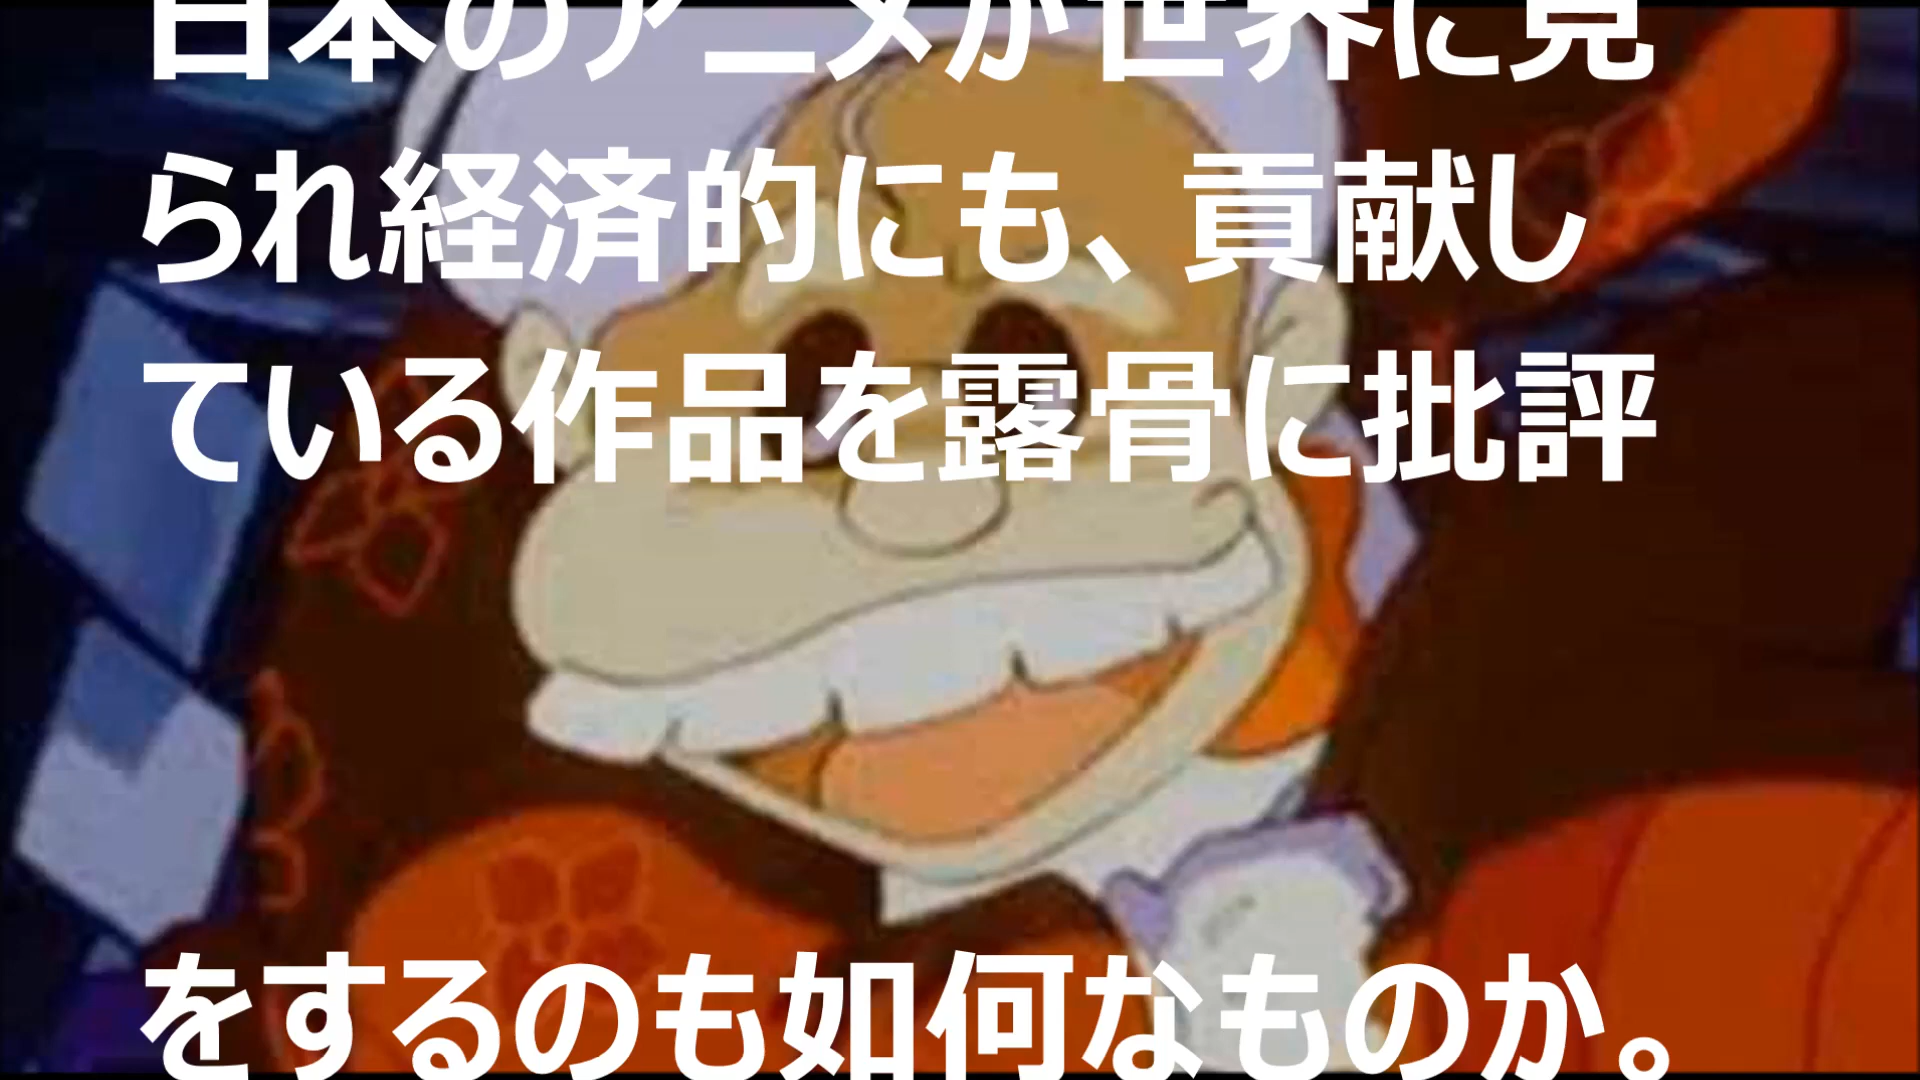 日本のアニメが世界に見
られ経済的にも、貢献し
ている作品を露骨に批評
をするのも如何なものか。